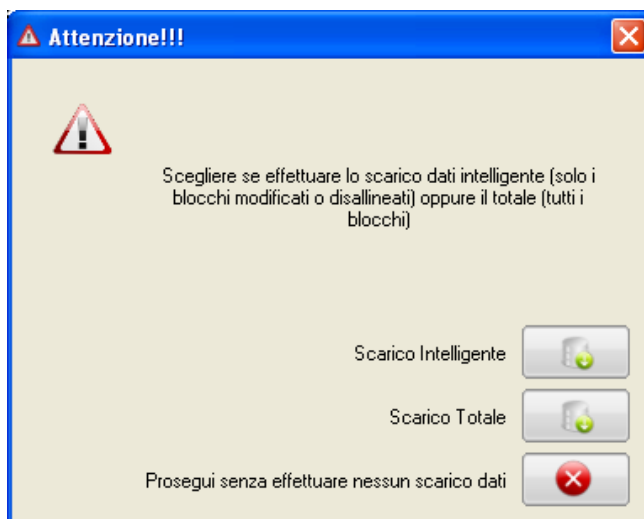 Attenzione!!!
Scegliere se effettuare lo scarico dati intelligente (solo i
blocchi modificati o disallineati) oppure il totale (tutti i
blocchi)
Scarico Intelligente
Scarico Totale
Prosegui senza effettuare nessun scarico dati